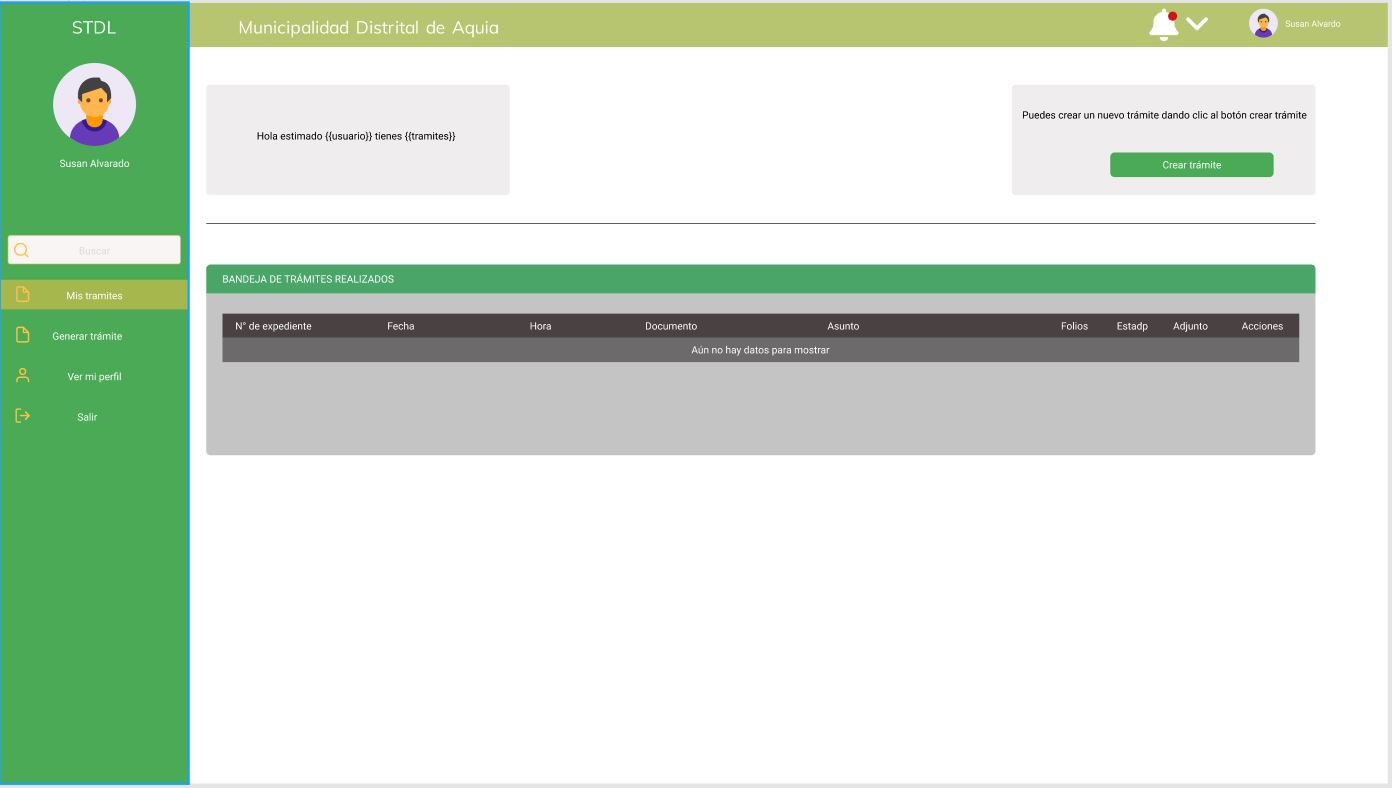 STDL
Municipalidad Distrital de Aquia
Susan Alvardo
Susan Alvarado
Buscar
Mis tramites
Generar trámite
Ver mi perfil
Salir
Hola estimado {{usuario}} tienes {{tramites}}
Puedes crear un nuevo trámite dando clic al botón crear trámite
Crear trámite
BANDEJA DE TRÁMITES REALIZADOS
N° de expediente Fecha Hora Documento Asunto Folios Estadp Adjunto Acciones
Aún no hay datos para mostrar